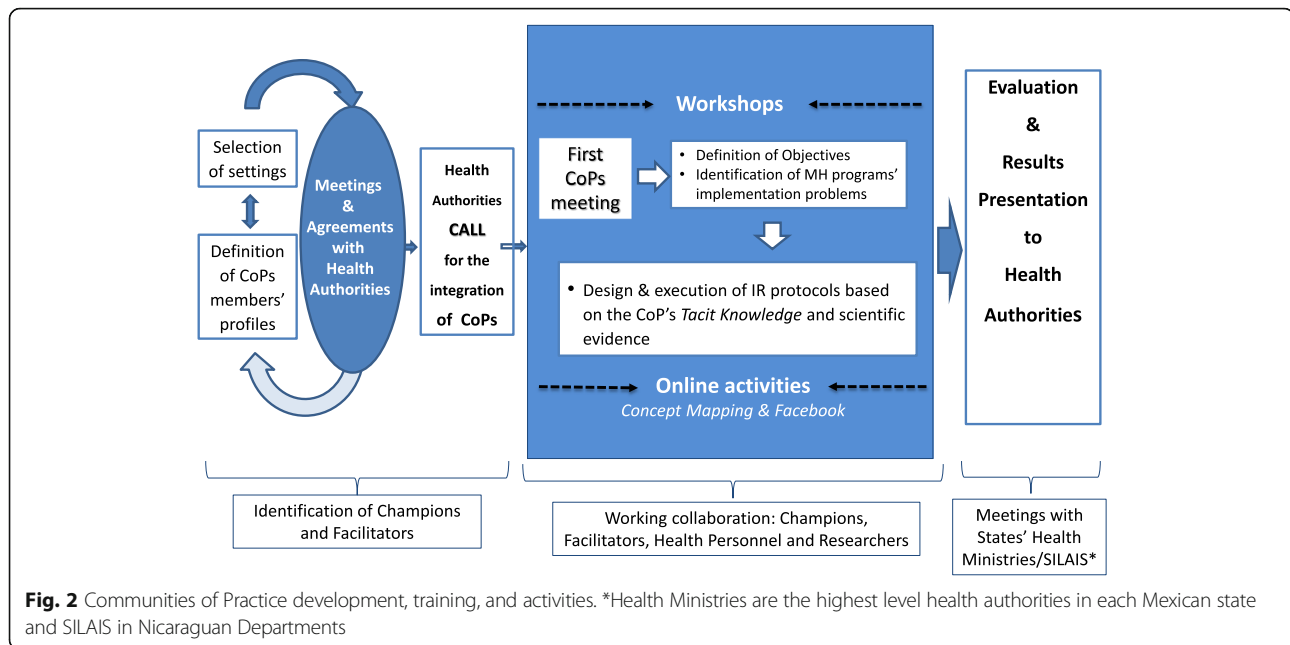 Selection
of settings
Definition
of CoPs
members'
profiles
Meetings
&
Agreements
with
Health
Authorities
Health
Authorities
CALL
for the
integration
of CoPs
Workshops
First
CoPs
meeting
• Definition of Objectives
• Identification of MH programs'
implementation problems
• Design & execution of IR protocols based
on the CoP's Tacit Knowledge and scientific
evidence
Online activities
Concept Mapping & Facebook
Evaluation
&
Results
Presentation
to
Health
Authorities
Identification of Champions
and Facilitators
Working collaboration: Champions,
Facilitators, Health Personnel and Researchers
Meetings with
States' Health
Ministries/SILAIS*
Fig. 2 Communities of Practice development, training, and activities. *Health Ministries are the highest level health authorities in each Mexican state
and SILAIS in Nicaraguan Departments